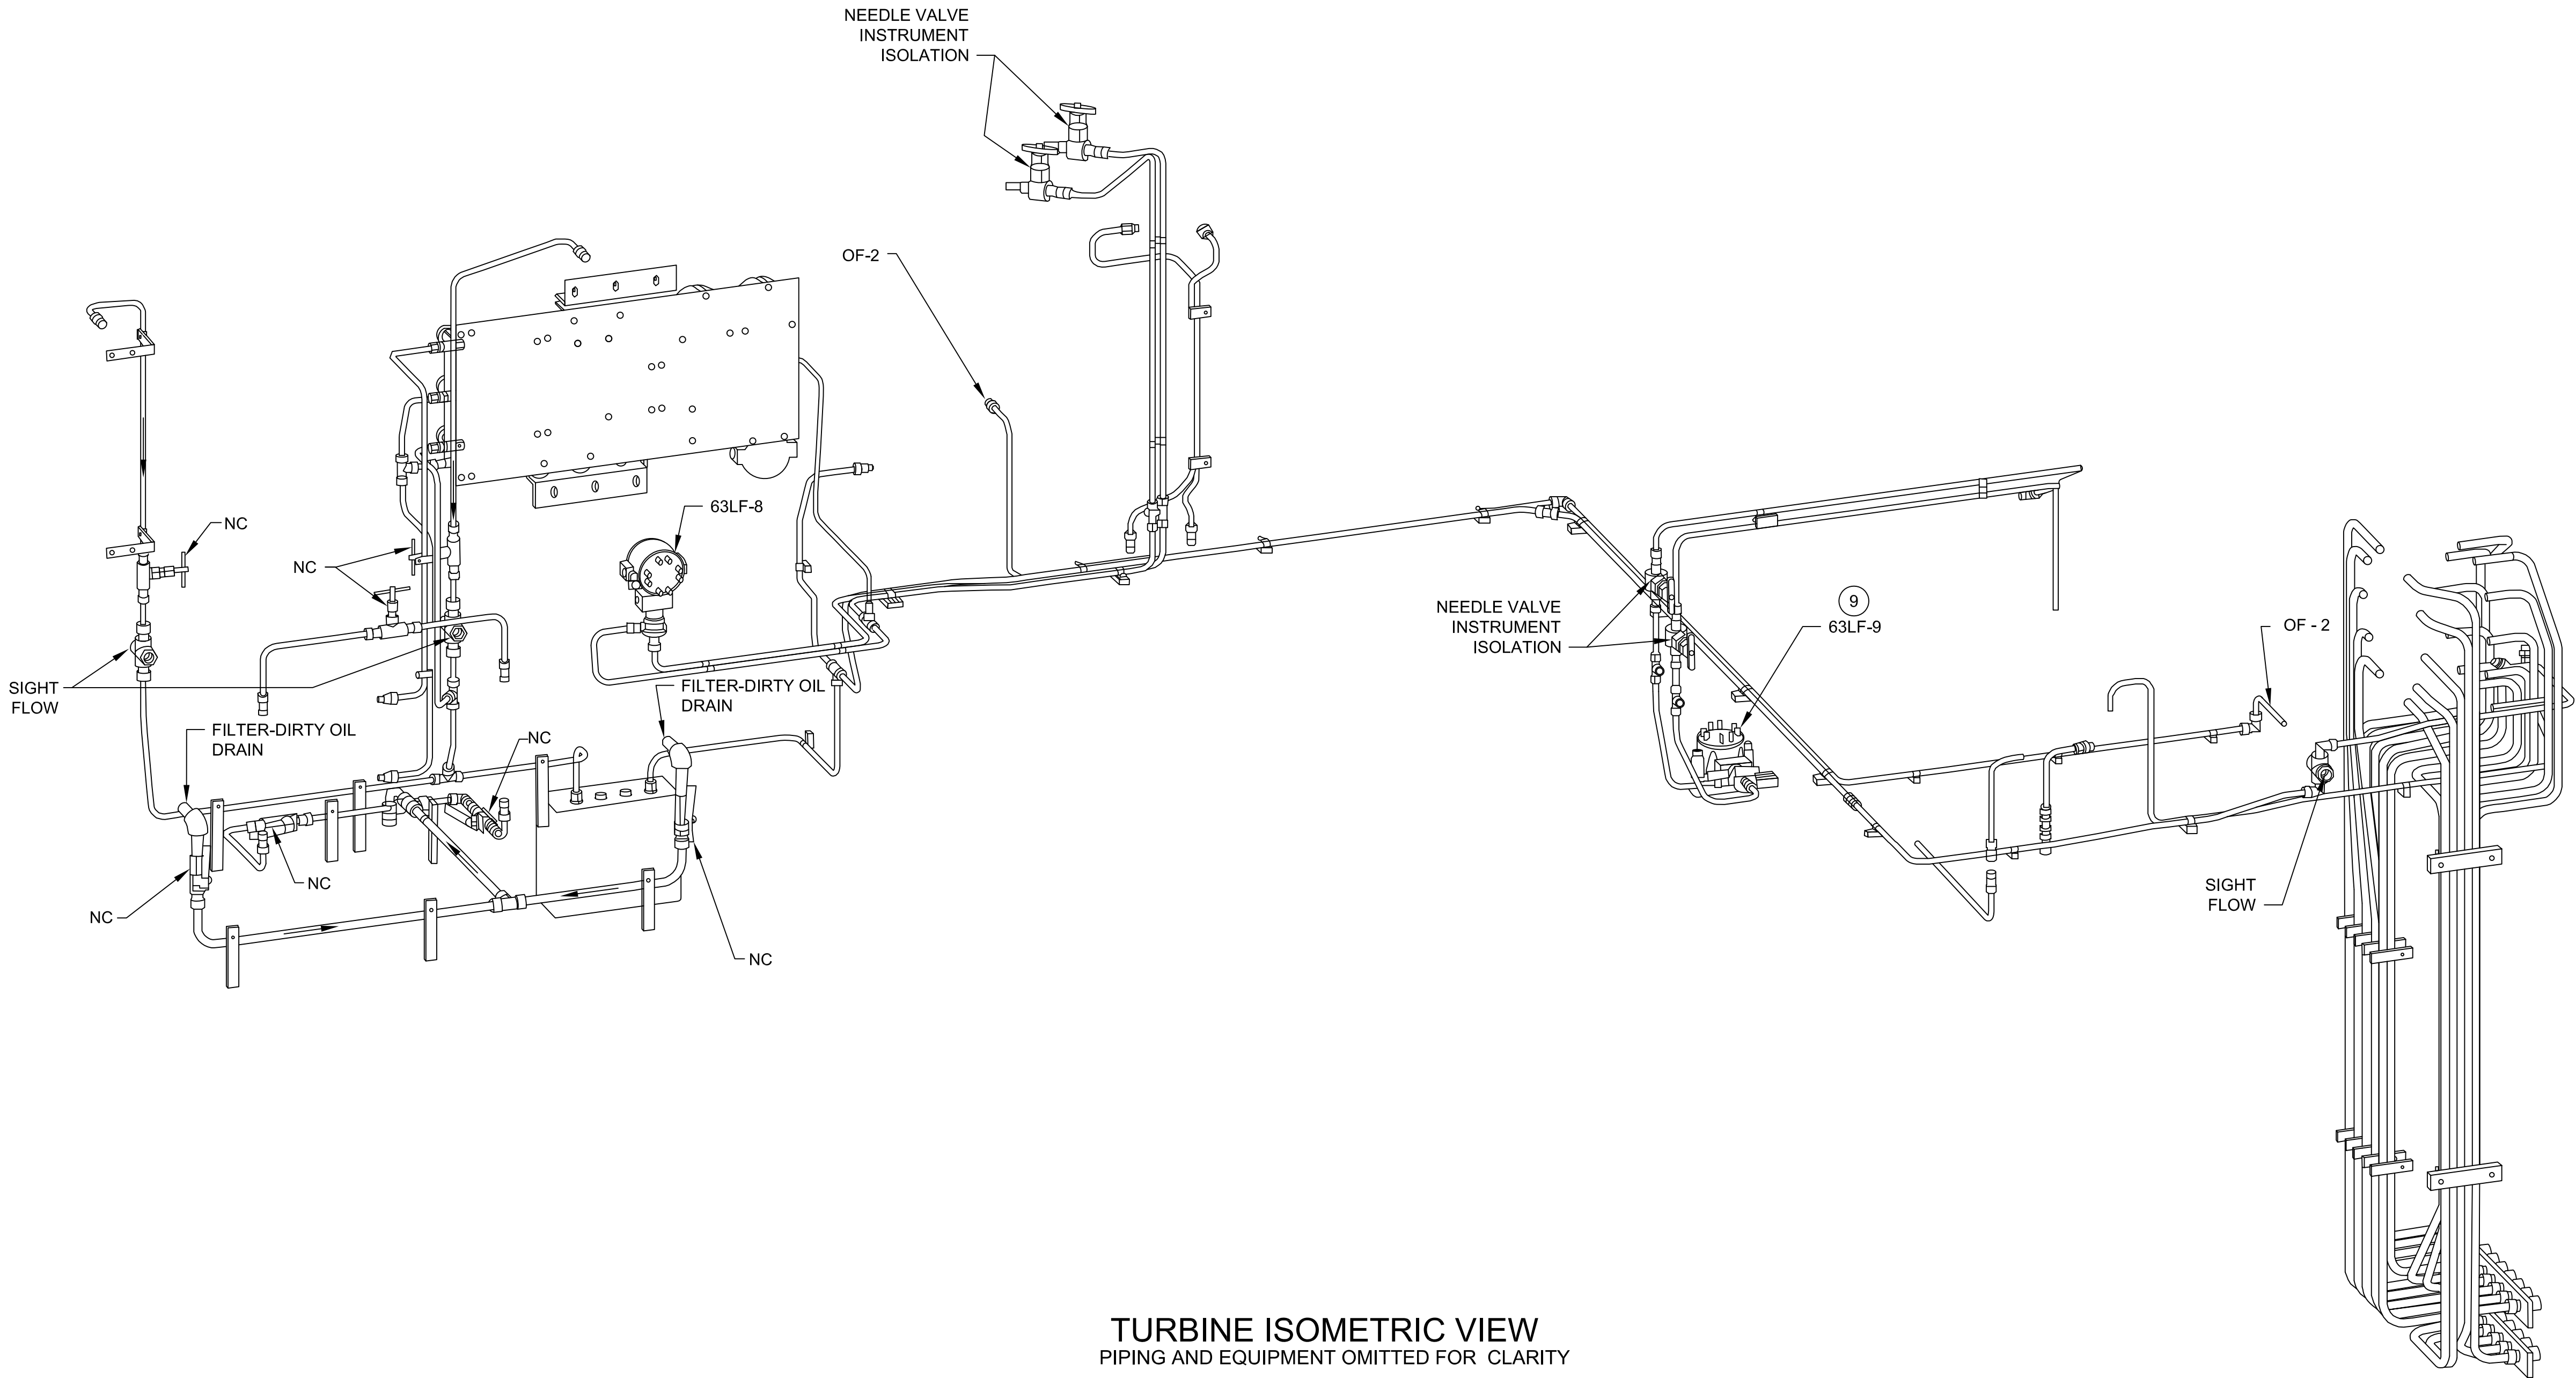 NEEDLE VALVE
INSTRUMENT
ISOLATION
OF-2
NC
NC
63LF-8
SIGHT
FLOW
FILTER-DIRTY OIL
DRAIN
FILTER-DIRTY OIL
DRAIN
NC
NC
NC
NC
NEEDLE VALVE
INSTRUMENT
ISOLATION
9
63LF-9
OF - 2
SIGHT
FLOW
TURBINE ISOMETRIC VIEW
PIPING AND EQUIPMENT OMITTED FOR CLARITY